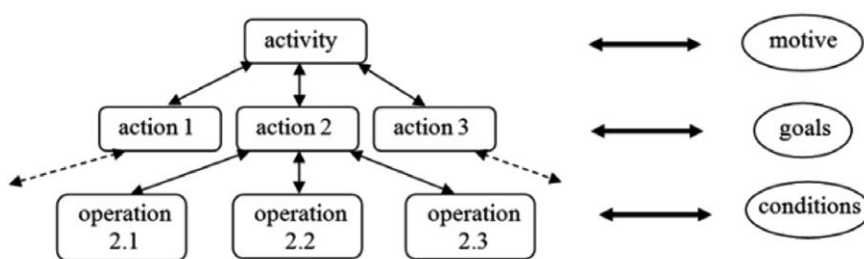 activity
motive
action 1
action 2
action 3
goals
operation
2.1
operation
2.2
operation
2.3
conditions